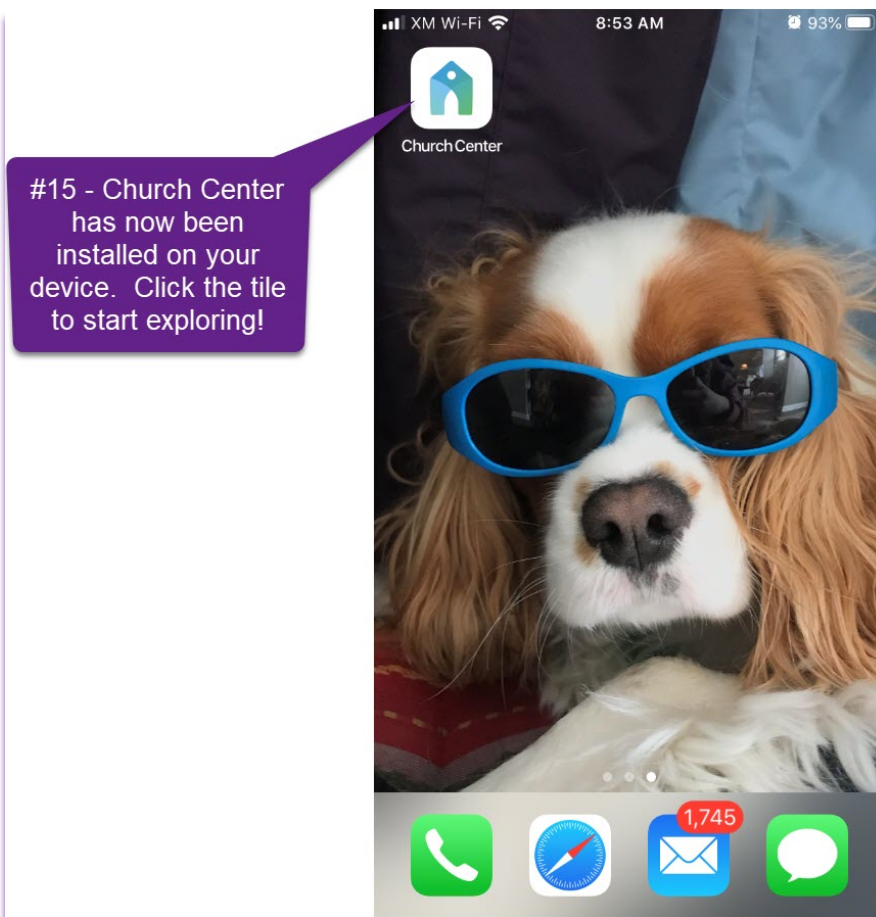 XM Wi-Fi 8:53 AM 93%
Church Center
#15 - Church Center
has now been
installed on your
device.  Click the tile
to start exploring!
1,745